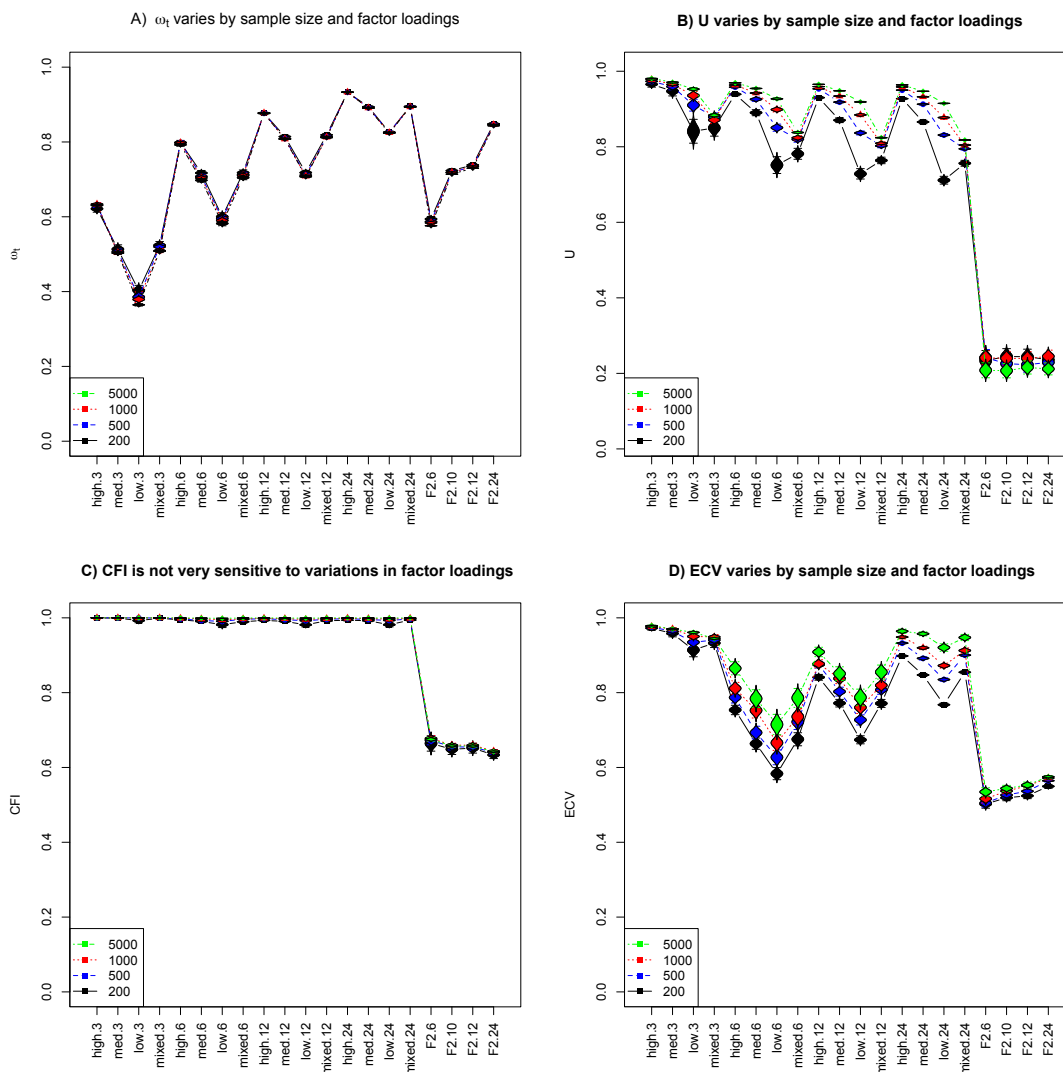 A) ωt varies by sample size and factor loadings
ωt
1.0
0.8
0.6
0.4
0.2
0.0
5000
1000
500
200
high.3
med.3
low.3
mixed.3
high.6
med.6
low.6
mixed.6
high.12
med.12
low.12
mixed.12
high.24
med.24
low.24
mixed.24
F2.6
F2.10
F2.12
F2.24
B) U varies by sample size and factor loadings
U
1.0
0.8
0.6
0.4
0.2
0.0
5000
1000
500
200
high.3
med.3
low.3
mixed.3
high.6
med.6
low.6
mixed.6
high.12
med.12
low.12
mixed.12
high.24
med.24
low.24
mixed.24
F2.6
F2.10
F2.12
F2.24
C) CFI is not very sensitive to variations in factor loadings
CFI
1.0
0.8
0.6
0.4
0.2
0.0
5000
1000
500
200
high.3
med.3
low.3
mixed.3
high.6
med.6
low.6
mixed.6
high.12
med.12
low.12
mixed.12
high.24
med.24
low.24
mixed.24
F2.6
F2.10
F2.12
F2.24
D) ECV varies by sample size and factor loadings
ECV
1.0
0.8
0.6
0.4
0.2
0.0
5000
1000
500
200
high.3
med.3
low.3
mixed.3
high.6
med.6
low.6
mixed.6
high.12
med.12
low.12
mixed.12
high.24
med.24
low.24
mixed.24
F2.6
F2.10
F2.12
F2.24